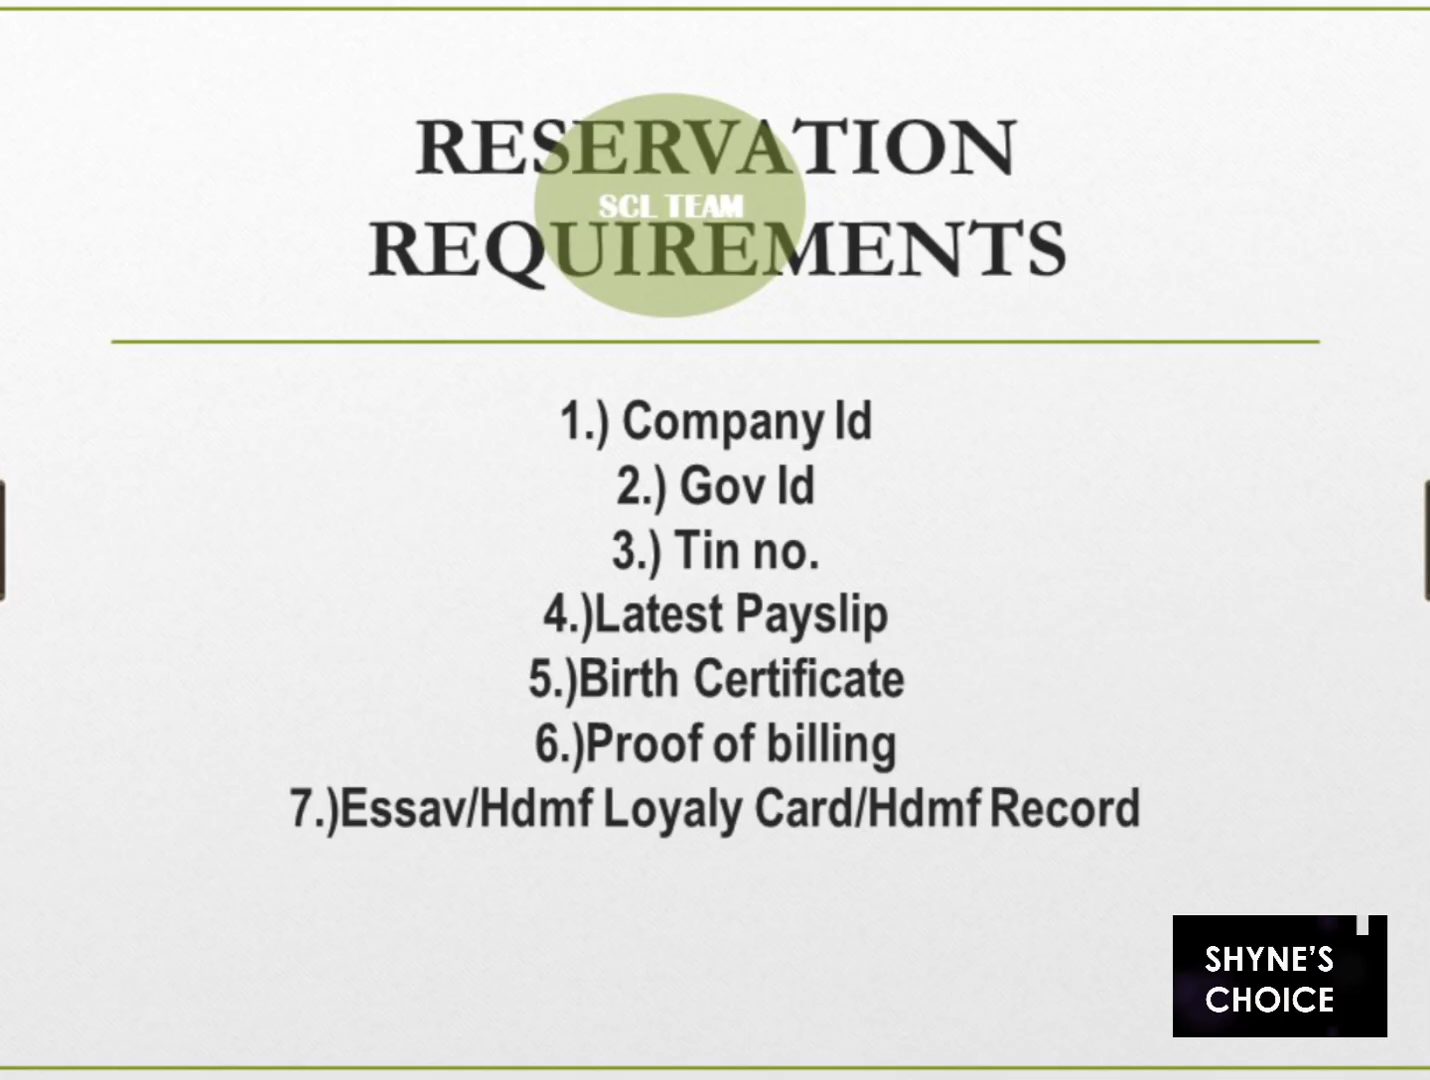 RESERVATION
SCL TEAM
REQUIREMENTS
1.) Company Id
2.) Gov Id
3.) Tin no.
4.)Latest Payslip
5.)Birth Certificate
6.)Proof of billing
7.)Essav/Hdmf Loyaly Card/Hdmf Record
SHYNE'S
CHOICE